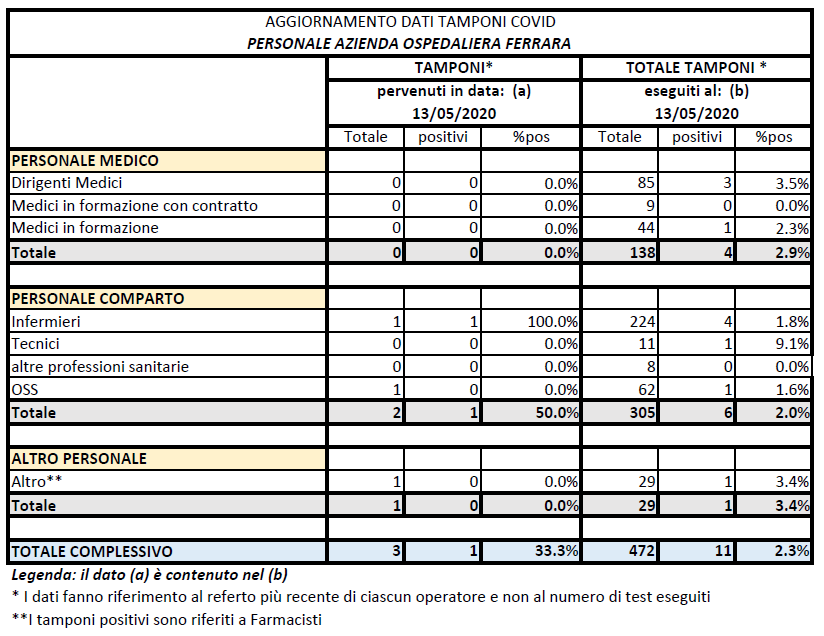 AGGIORNAMENTO DATI TAMPONI COVID
PERSONALE AZIENDA OSPEDALIERA FERRARA
TAMPONI* TOTALE TAMPONI *
pervenuti in data: (a) eseguiti al: (b)
13/05/2020 13/05/2020
Totale positivi %pos Totale positivi %pos
PERSONALE MEDICO
Dirigenti Medici 0 0 0.0% 85 3 3.5%
Medici in formazione con contratto 0 0 0.0% 9 0 0.0%
Medici in formazione 0 0 0.0% 44 1 2.3%
Totale 0 0 0.0% 138 4 2.9%
PERSONALE COMPARTO
Infermieri 1 1 100.0% 224 4 1.8%
Tecnici 0 0 0.0% 11 1 9.1%
altre professioni sanitarie 0 0 0.0% 8 0 0.0%
OSS 1 0 0.0% 62 1 1.6%
Totale 2 1 50.0% 305 6 2.0%
ALTRO PERSONALE
Altro** 1 0 0.0% 29 1 3.4%
Totale 1 0 0.0% 29 1 3.4%
TOTALE COMPLESSIVO 3 1 33.3% 472 11 2.3%
Legenda: il dato (a) è contenuto nel (b)
* I dati fanno riferimento al referto più recente di ciascun operatore e non al numero di test eseguiti
**I tamponi positivi sono riferiti a Farmacisti